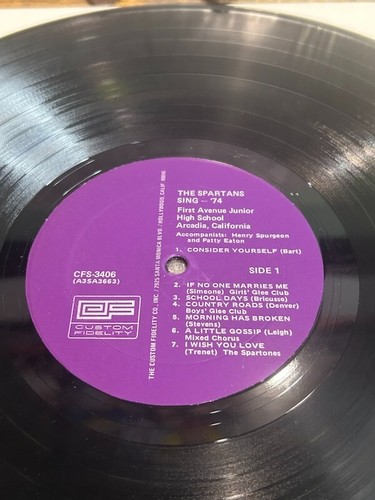 THE SPARTANS
SING — '74
First Avenue Junior
High School
Arcadia, California
Accompanists: Henry Spurgeon
and Patty Eaton
1. CONSIDER YOURSELF (Bart)
CFS-3406
(A3SA3663)
SIDE 1
2. IF NO ONE MARRIES ME
(Simeone) Girls' Glee Club
3. SCHOOL DAYS (Bricusse)
4. COUNTRY ROADS (Denver)
Boys' Glee Club
5. MORNING HAS BROKEN
(Stevens)
6. A LITTLE GOSSIP (Leigh)
Mixed Chorus
7. I WISH YOU LOVE
(Trenet) The Spartones
CF
CUSTOM
FIDELITY
THE CUSTOM FIDELITY CO., INC. / 7925 SANTA MONICA BLVD. / HOLLYWOOD, CALIF. 90046